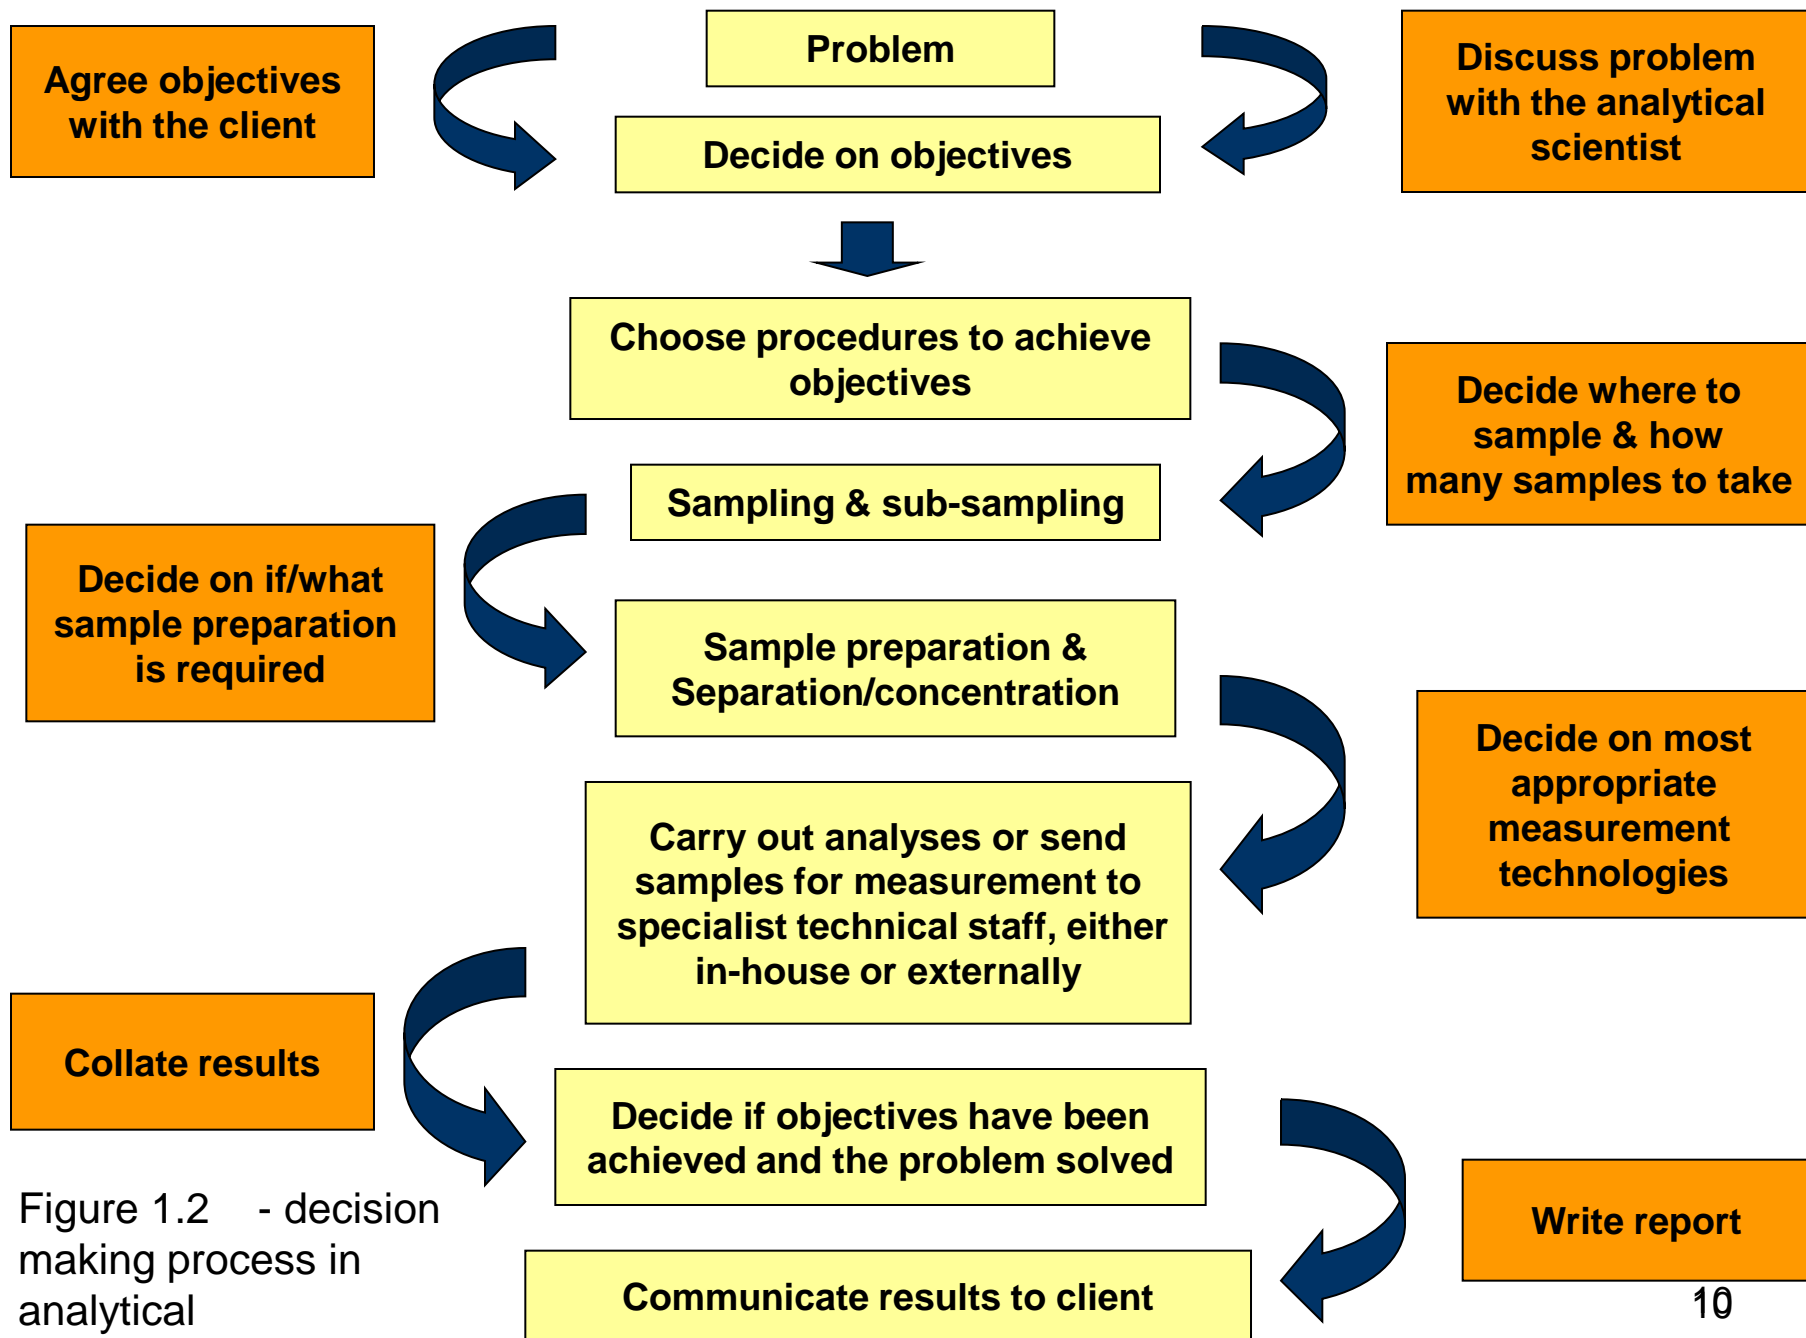 Problem
Agree objectives
with the client
Discuss problem
with the analytical
scientist
Decide on objectives
Choose procedures to achieve
objectives
Decide where to
sample & how
many samples to take
Sampling & sub-sampling
Decide on if/what
sample preparation
is required
Sample preparation &
Separation/concentration
Decide on most
appropriate
measurement
technologies
Carry out analyses or send
samples for measurement to
specialist technical staff, either
in-house or externally
Collate results
Decide if objectives have been
achieved and the problem solved
Write report
Figure 1.2 - decision
making process in
analytical
Communicate results to client
10